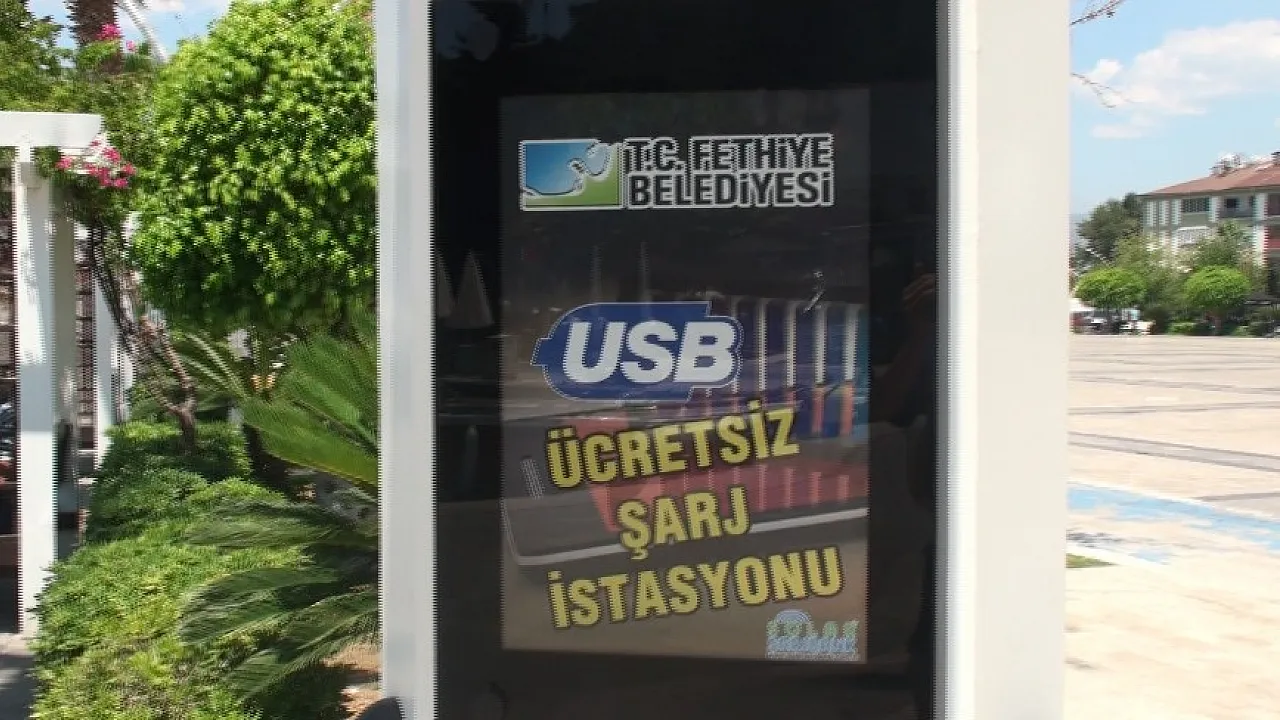 T.C. FETHİYE
BELEDİYESİ
USB
ÜCRETSİZ
ŞARJ
İSTASYONU